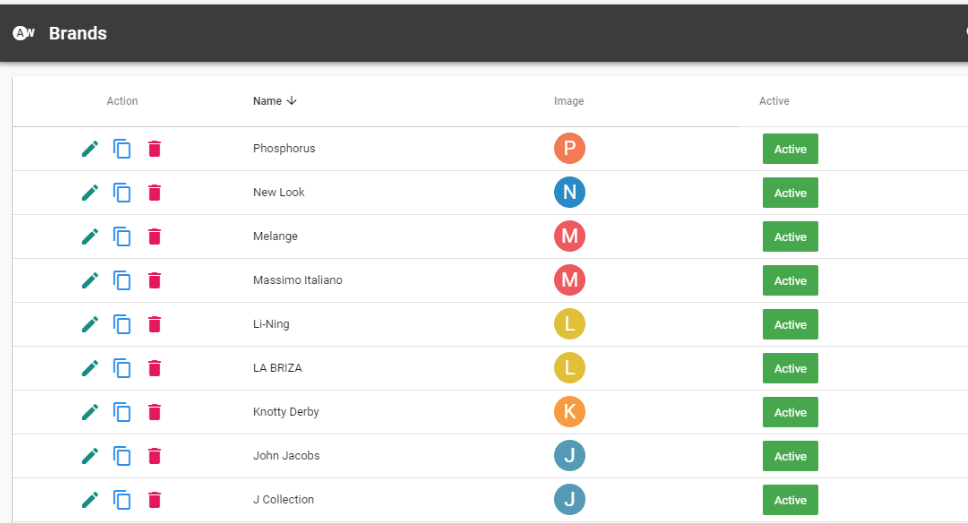 AW Brands
Action Name Image Active
Phosphorus P Active
New Look N Active
Melange M Active
Massimo Italiano M Active
Li-Ning L Active
LA BRIZA L Active
Knotty Derby K Active
John Jacobs J Active
J Collection J Active